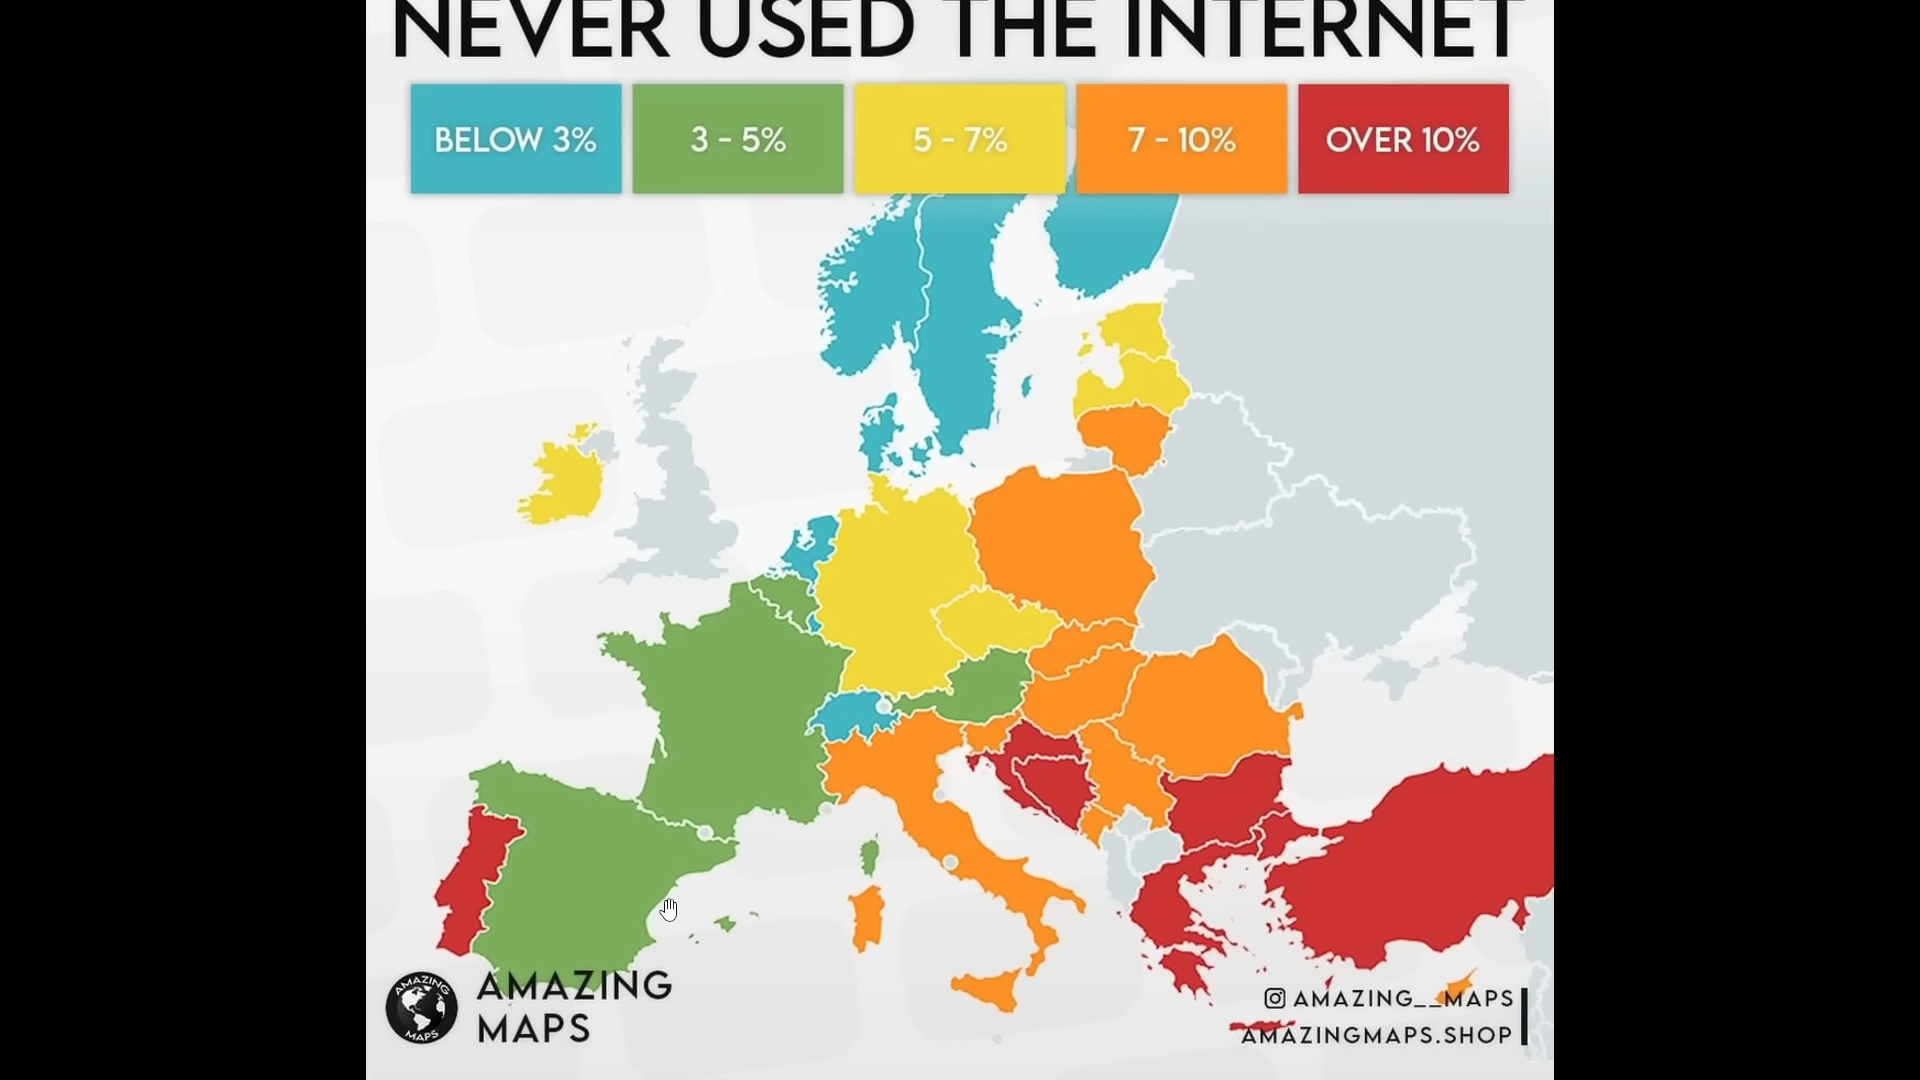 NEVER USED THE INTERNET
BELOW 3%
3 - 5%
5 - 7%
7 - 10%
OVER 10%
AMAZING
MAPS
AMAZING
MAPS
AMAZING__MAPS
AMAZINGMAPS.SHOP